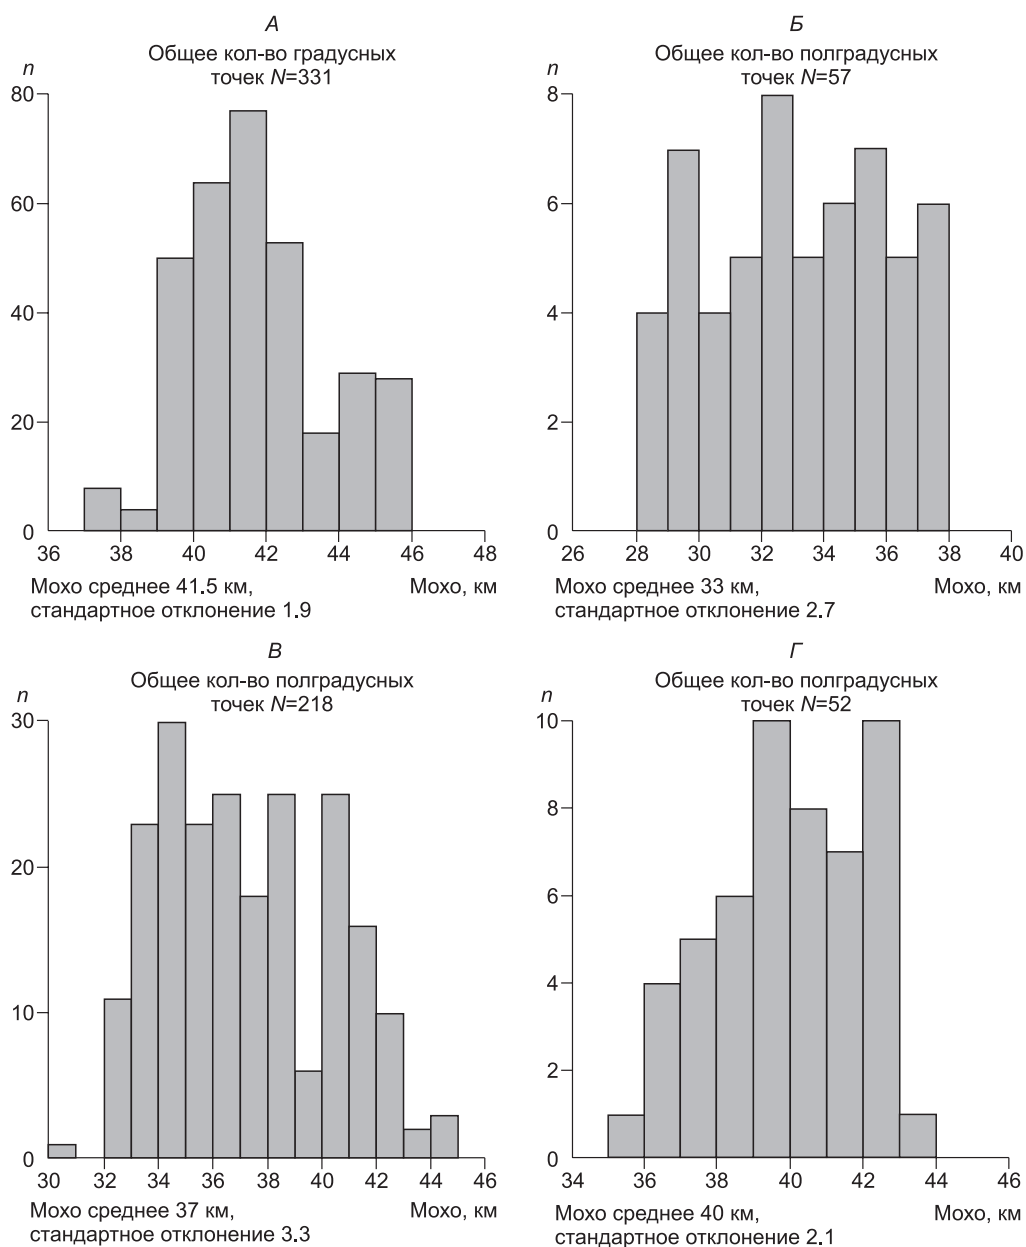 А
Общее кол-во градусных
точек N=331
n
80
60
40
20
0
36 38 40 42 44 46 48
Мохо среднее 41.5 км,
стандартное отклонение 1.9
Мохо, км
Б
Общее кол-во полградусных
точек N=57
n
8
6
4
2
0
26 28 30 32 34 36 38 40
Мохо среднее 33 км,
стандартное отклонение 2.7
Мохо, км
В
Общее кол-во полградусных
точек N=218
n
30
20
10
0
30 32 34 36 38 40 42 44 46
Мохо среднее 37 км,
стандартное отклонение 3.3
Мохо, км
Г
Общее кол-во полградусных
точек N=52
n
10
8
6
4
2
0
34 36 38 40 42 44 46
Мохо среднее 40 км,
стандартное отклонение 2.1
Мохо, км